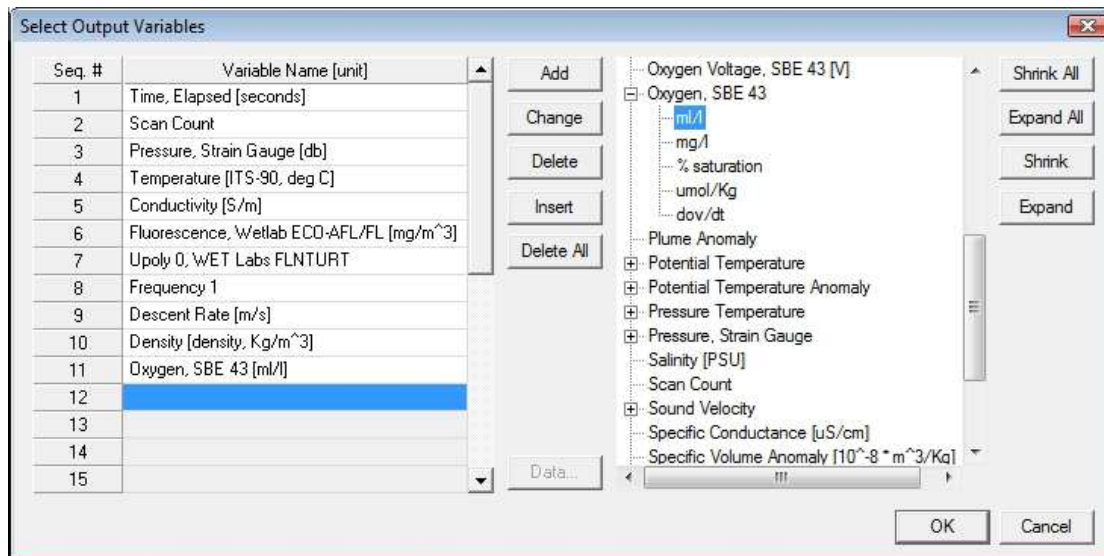 Select Output Variables
Seq. # Variable Name [unit]
1 Time, Elapsed [seconds]
2 Scan Count
3 Pressure, Strain Gauge [db]
4 Temperature [ITS-90, deg C]
5 Conductivity [S/m]
6 Fluorescence, Wetlab ECO-AFL/FL [mg/m^3]
7 Upoly 0, WET Labs FLNTURT
8 Frequency 1
9 Descent Rate [m/s]
10 Density [density, Kg/m^3]
11 Oxygen, SBE 43 [ml/l]
12
13
14
15
Add
Change
Delete
Insert
Delete All
Data...
Oxygen Voltage, SBE 43 [V]
Oxygen, SBE 43
ml/l
mg/l
% saturation
umol/Kg
dov/dt
Plume Anomaly
Potential Temperature
Potential Temperature Anomaly
Pressure Temperature
Pressure, Strain Gauge
Salinity [PSU]
Scan Count
Sound Velocity
Specific Conductance [uS/cm]
Specific Volume Anomaly [10^-8 * m^3/Kg]
Shrink All
Expand All
Shrink
Expand
OK
Cancel